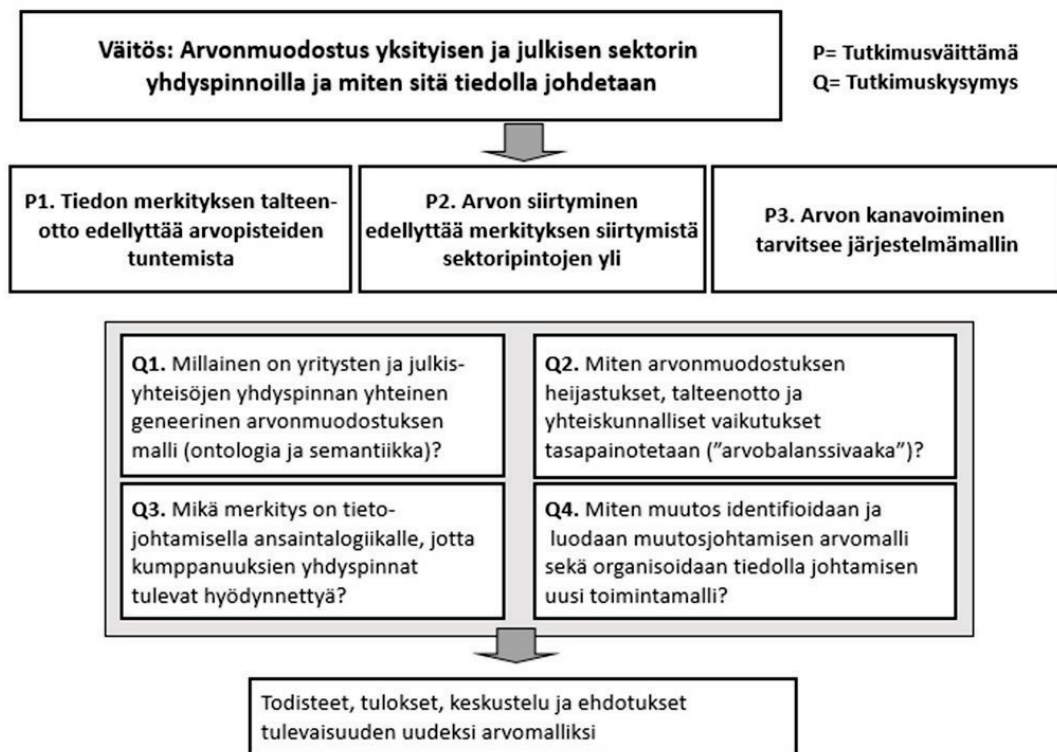 Väitös: Arvonmuodostus yksityisen ja julkisen sektorin
yhdyspinnoilla ja miten sitä tiedolla johdetaan
P= Tutkimusväittämä
Q= Tutkimuskysymys
P1. Tiedon merkityksen talteen-
otto edellyttää arvopisteiden
tuntemista
P2. Arvon siirtyminen
edellyttää merkityksen siirtymistä
sektoripintojen yli
P3. Arvon kanavoiminen
tarvitsee järjestelmämallin
Q1. Millainen on yritysten ja julkis-
yhteisöjen yhdyspinnan yhteinen
geneerinen arvonmuodostuksen
malli (ontologia ja semantiikka)?
Q2. Miten arvonmuodostuksen
heijastukset, talteenotto ja
yhteiskunnalliset vaikutukset
tasapainotetaan (”arvobalanssivaaka”)?
Q3. Mikä merkitys on tieto-
johtamisella ansaintalogiikalle, jotta
kumppanuuksien yhdyspinnat
tulevat hyödynnettyä?
Q4. Miten muutos identifioidaan ja
luodaan muutosjohtamisen arvomalli
sekä organisoidaan tiedolla johtamisen
uusi toimintamalli?
Todisteet, tulokset, keskustelu ja ehdotukset
tulevaisuuden uudeksi arvomalliksi